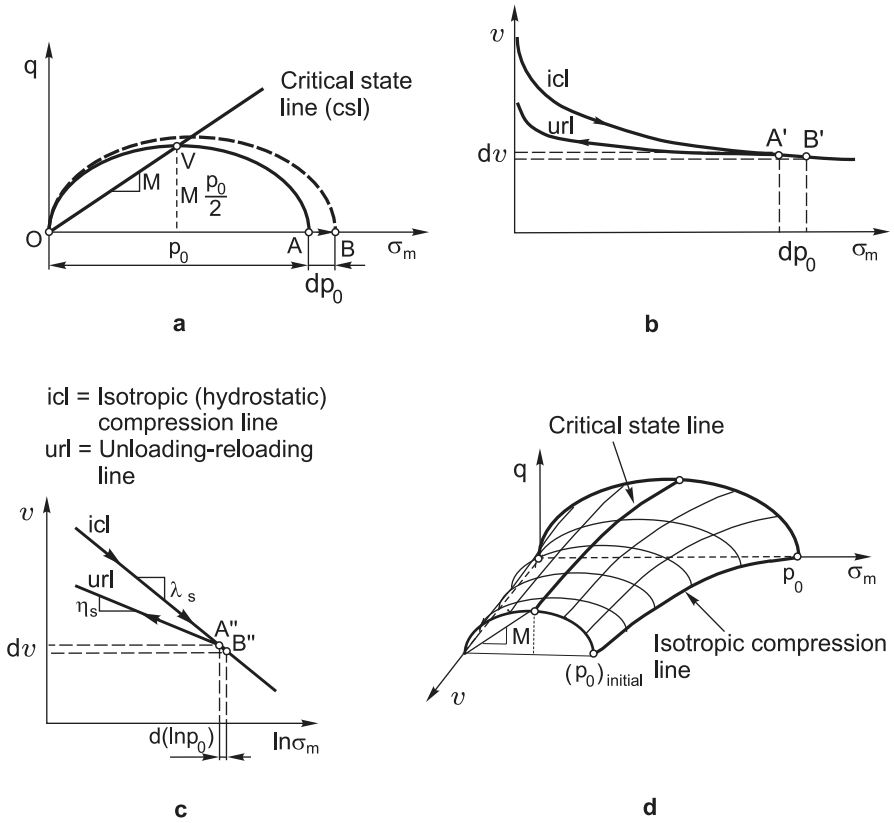 q
Critical state
line (csl)
V
M
M p₀/2
O
A
B
σₘ
p₀
dp₀
a
v
icl
url
A'
B'
dv
σₘ
dp₀
b
icl = Isotropic (hydrostatic)
compression line
url = Unloading-reloading
line
v
icl
url
λ s
ηs
A"
B"
dv
d(lnp₀)
lnσₘ
c
Critical state line
q
p₀
σₘ
M
Isotropic compression
line
(p₀)initial
v
d